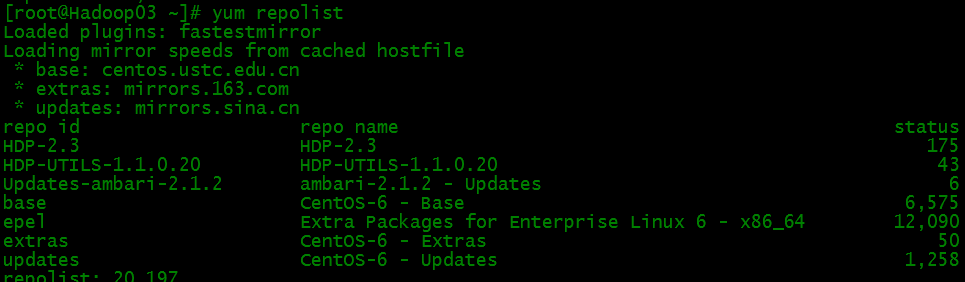 [root@Hadoop03 ~]# yum repolist
Loaded plugins: fastestmirror
Loading mirror speeds from cached hostfile
 * base: centos.ustc.edu.cn
 * extras: mirrors.163.com
 * updates: mirrors.sina.cn
repo id repo name status
HDP-2.3 HDP-2.3 175
HDP-UTILS-1.1.0.20 HDP-UTILS-1.1.0.20 43
Updates-ambari-2.1.2 ambari-2.1.2 - Updates 6
base CentOS-6 - Base 6,575
epel Extra Packages for Enterprise Linux 6 - x86_64 12,090
extras CentOS-6 - Extras 50
updates CentOS-6 - Updates 1,258
repolist: 20,197